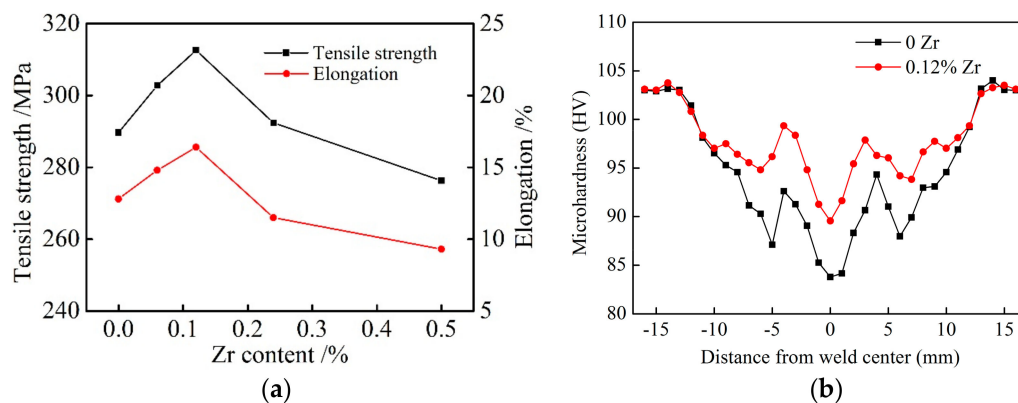 320
300
280
260
240
Tensile strength /MPa
Tensile strength
Elongation
25
20
15
10
5
Elongation /%
0.0 0.1 0.2 0.3 0.4 0.5
Zr content /%
(a)
110
105
100
95
90
85
80
Microhardness (HV)
0 Zr
0.12% Zr
-15 -10 -5 0 5 10 15
Distance from weld center (mm)
(b)